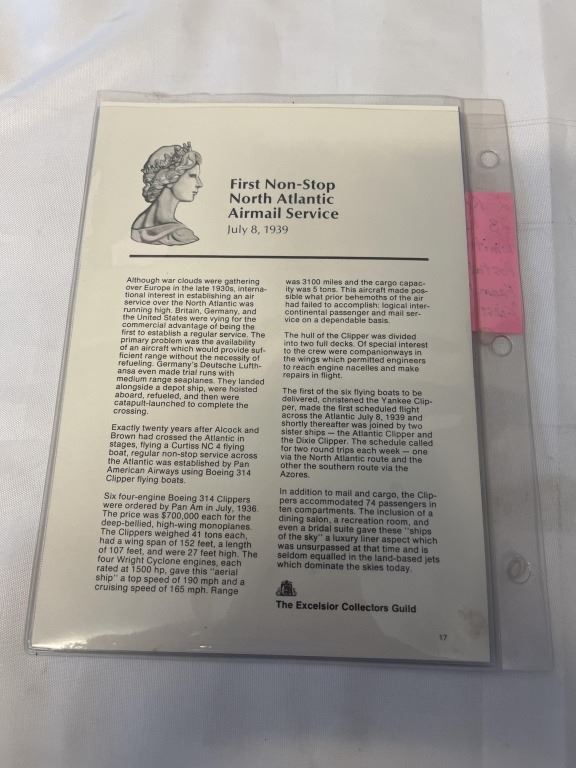 First Non-Stop
North Atlantic
Airmail Service
July 8, 1939
Although war clouds were gathering
over Europe in the late 1930s, interna-
tional interest in establishing an air
service over the North Atlantic was
running high. Britain, Germany, and
the United States were vying for the
commercial advantage of being the
first to establish a regular service. The
primary problem was the availability
of an aircraft which would provide suf-
ficient range without the necessity of
refueling. Germany's Deutsche Lufth-
ansa even made trial runs with
medium range seaplanes. They landed
alongside a depot ship, were hoisted
aboard, refueled, and then were
catapult-launched to complete the
crossing.
Exactly twenty years after Alcock and
Brown had crossed the Atlantic in
stages, flying a Curtiss NC 4 flying
boat, regular non-stop service across
the Atlantic was established by Pan
American Airways using Boeing 314
Clipper flying boats.
Six four-engine Boeing 314 Clippers
were ordered by Pan Am in July, 1936.
The price was $700,000 each for the
deep-bellied, high-wing monoplanes.
The Clippers weighed 41 tons each,
had a wing span of 152 feet, a length
of 107 feet, and were 27 feet high. The
four Wright Cyclone engines, each
rated at 1500 hp, gave this "aerial
ship" a top speed of 190 mph and a
cruising speed of 165 mph. Range
was 3100 miles and the cargo capac-
ity was 5 tons. This aircraft made pos-
sible what prior behemoths of the air
had failed to accomplish: logical inter-
continental passenger and mail ser-
vice on a dependable basis.
The hull of the Clipper was divided
into two full decks. Of special interest
to the crew were companionways in
the wings which permitted engineers
to reach engine nacelles and make
repairs in flight.
The first of the six flying boats to be
delivered, christened the Yankee Clip-
per, made the first scheduled flight
across the Atlantic July 8, 1939 and
shortly thereafter was joined by two
sister ships — the Atlantic Clipper and
the Dixie Clipper. The schedule called
for two round trips each week — one
via the North Atlantic route and the
other the southern route via the
Azores.
In addition to mail and cargo, the Clip-
pers accommodated 74 passengers in
ten compartments. The inclusion of a
dining salon, a recreation room, and
even a bridal suite gave these "ships
of the sky" a luxury liner aspect which
was unsurpassed at that time and is
seldom equalled in the land-based jets
which dominate the skies today.
The Excelsior Collectors Guild
17